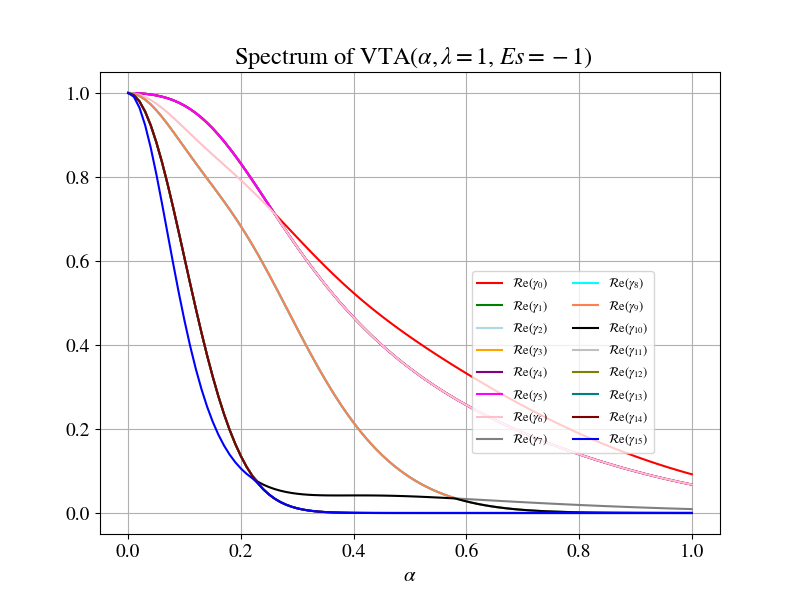 Spectrum of VTA(α, λ = 1, Es = −1)
1.0
0.8
0.6
0.4
0.2
0.0
ℛe(γ₀)
ℛe(γ₁)
ℛe(γ₂)
ℛe(γ₃)
ℛe(γ₄)
ℛe(γ₅)
ℛe(γ₆)
ℛe(γ₇)
ℛe(γ₈)
ℛe(γ₉)
ℛe(γ₁₀)
ℛe(γ₁₁)
ℛe(γ₁₂)
ℛe(γ₁₃)
ℛe(γ₁₄)
ℛe(γ₁₅)
0.0 0.2 0.4 0.6 0.8 1.0
α